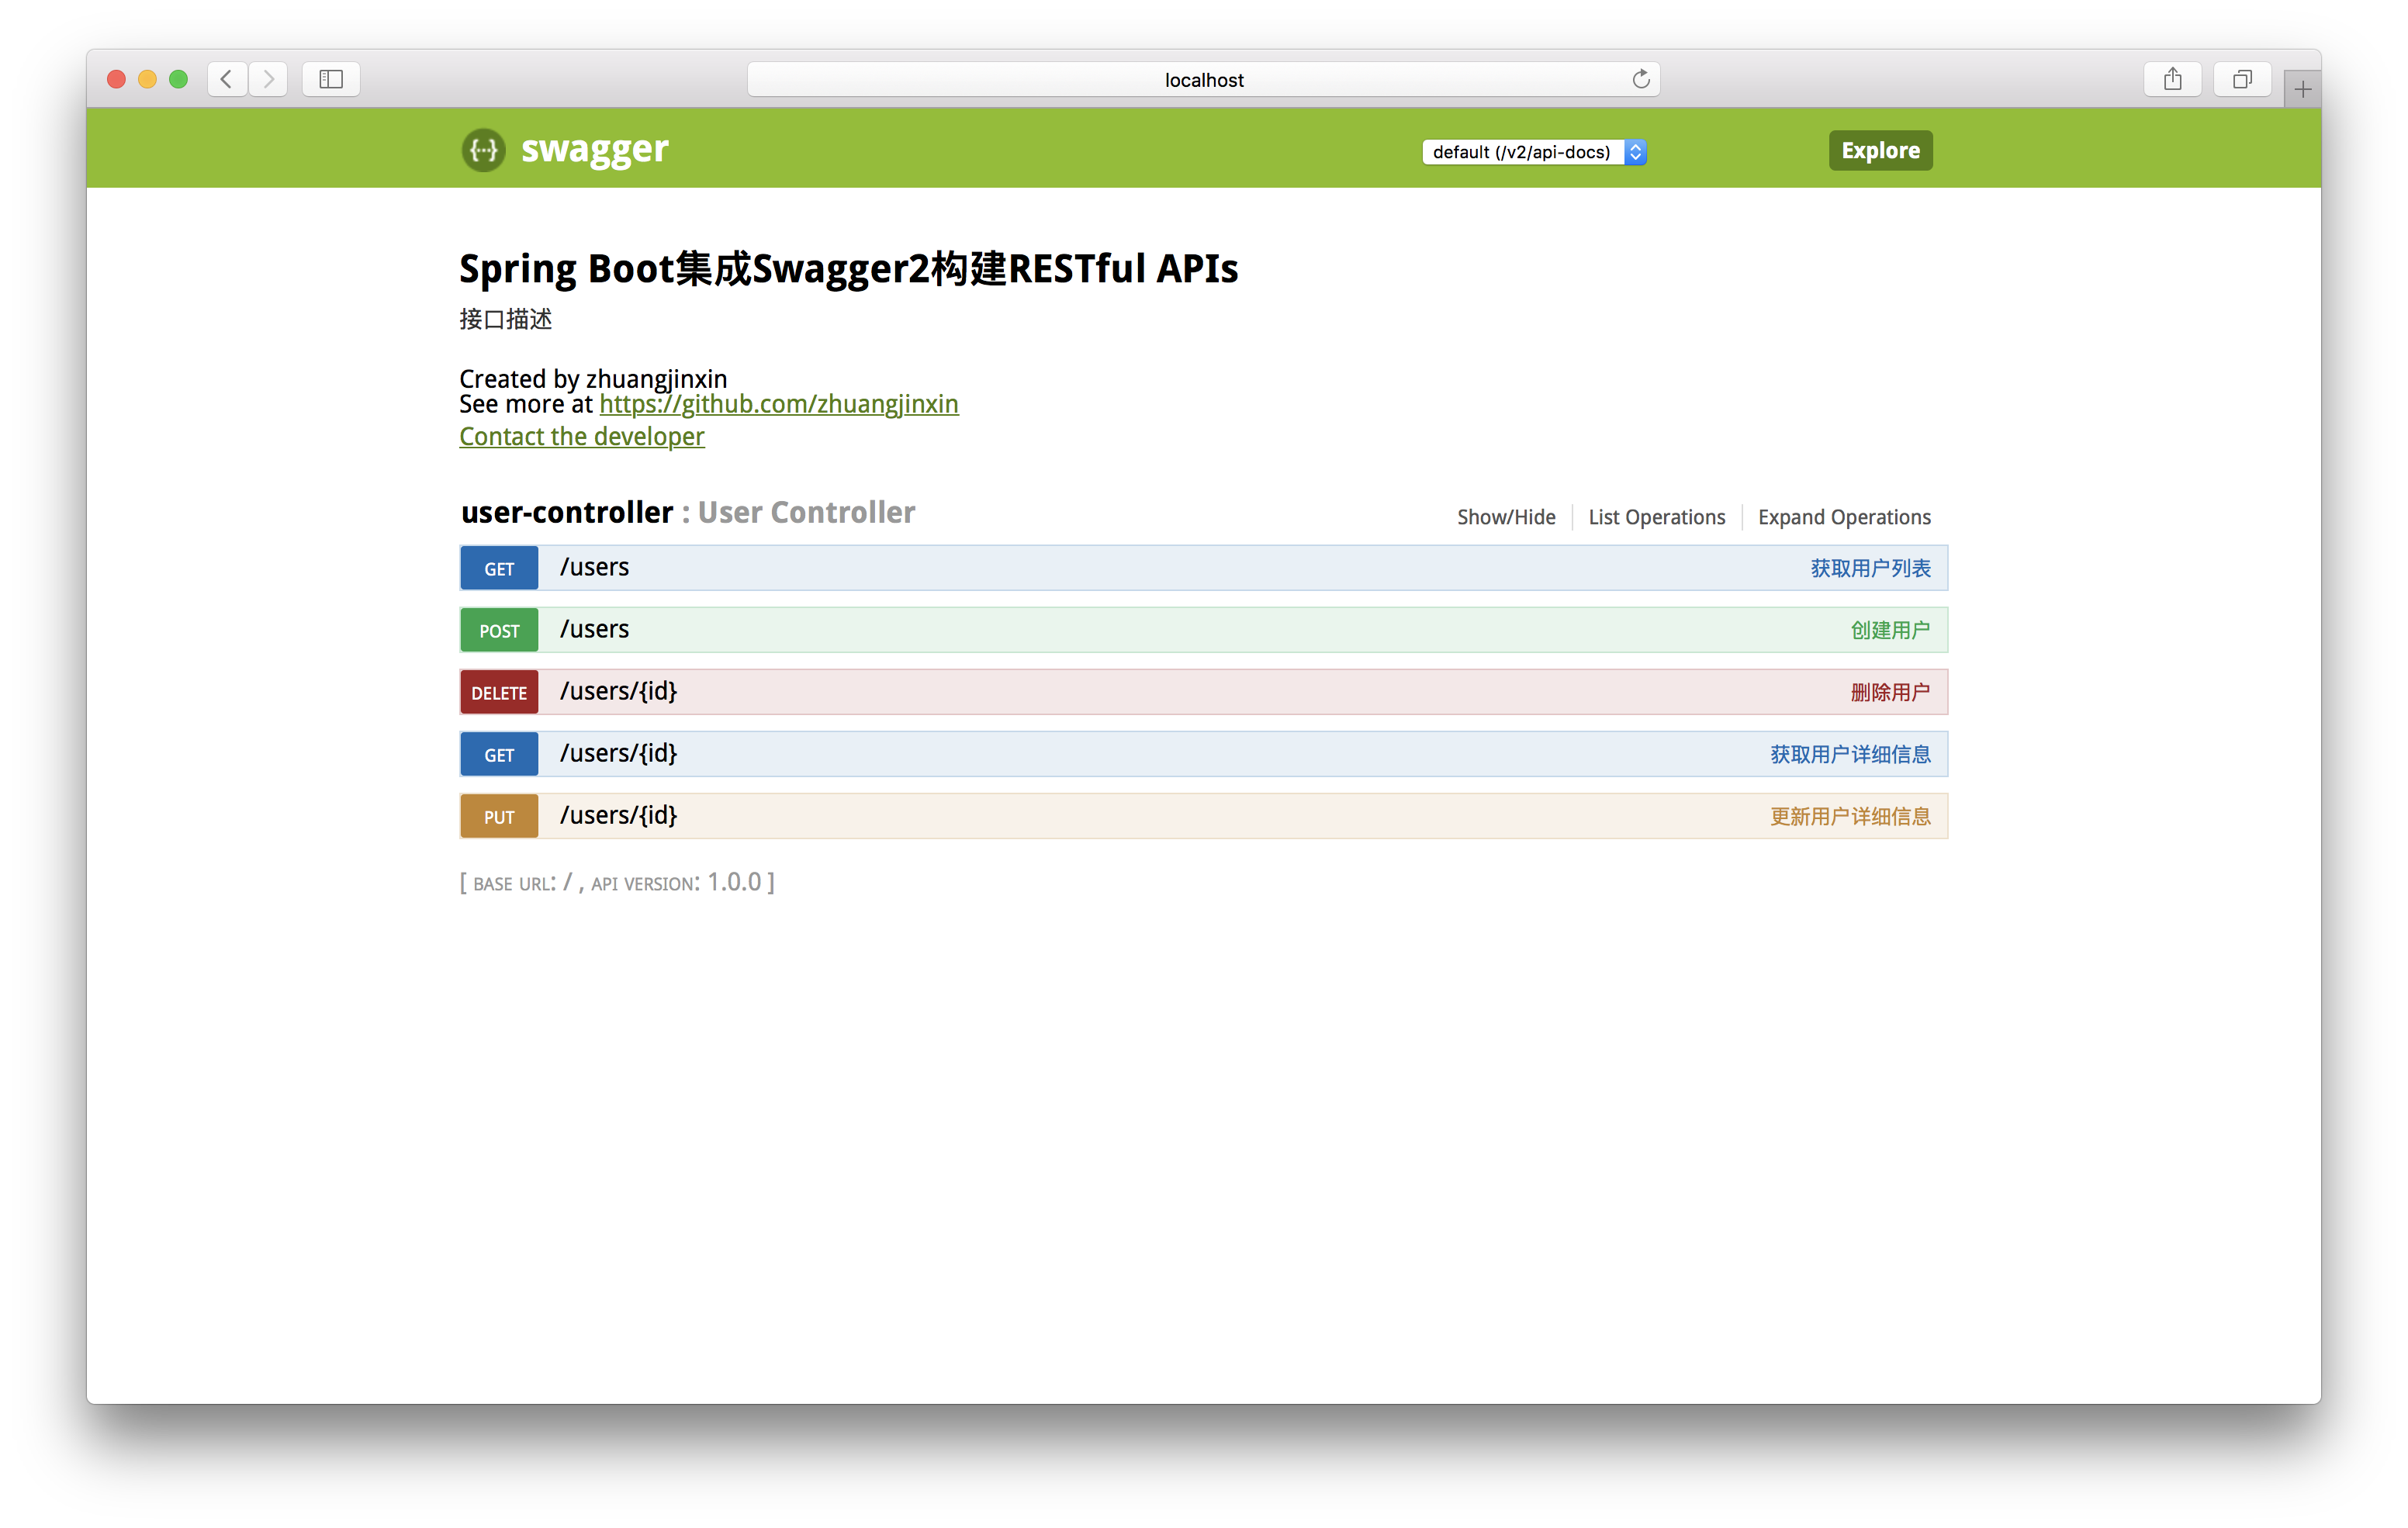 localhost
swagger
default (/v2/api-docs)
Explore
Spring Boot集成Swagger2构建RESTful APIs
接口描述
Created by zhuangjinxin
See more at https://github.com/zhuangjinxin
Contact the developer
user-controller : User Controller
Show/Hide
List Operations
Expand Operations
GET /users 获取用户列表
POST /users 创建用户
DELETE /users/{id} 删除用户
GET /users/{id} 获取用户详细信息
PUT /users/{id} 更新用户详细信息
[ BASE URL: / , API VERSION: 1.0.0 ]